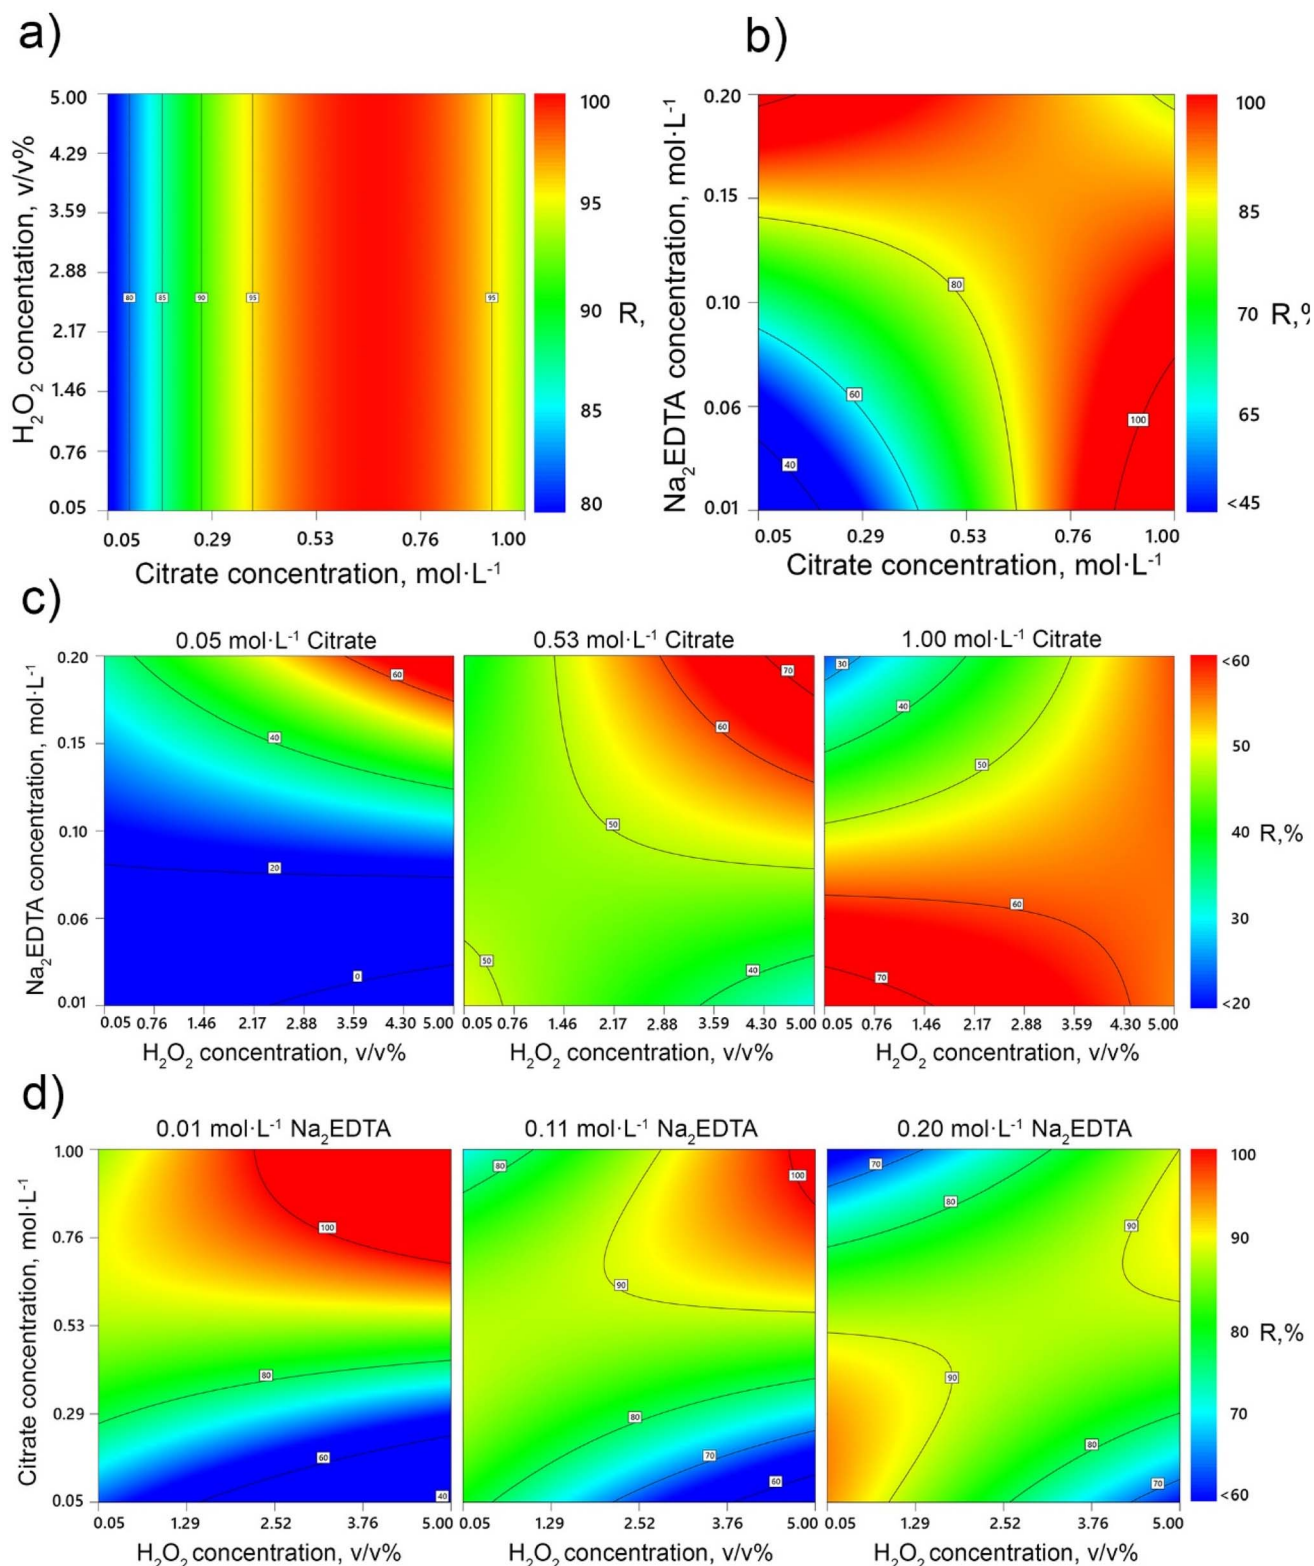 a)
H₂O₂ concentation, v/v%
5.00
4.29
3.59
2.88
2.17
1.46
0.76
0.05
80
85
90
95
95
0.05 0.29 0.53 0.76 1.00
Citrate concentration, mol·L⁻¹
100
95
90
85
80
R,
b)
Na₂EDTA concentration, mol·L⁻¹
0.20
0.15
0.10
0.06
0.01
80
60
40
100
0.05 0.29 0.53 0.76 1.00
Citrate concentration, mol·L⁻¹
100
85
70
65
<45
R,%
c)
Na₂EDTA concentration, mol·L⁻¹
0.20
0.15
0.10
0.06
0.01
0.05 mol·L⁻¹ Citrate
60
40
20
0
0.05 0.76 1.46 2.17 2.88 3.59 4.30 5.00
H₂O₂ concentration, v/v%
0.53 mol·L⁻¹ Citrate
70
60
50
50
40
0.05 0.76 1.46 2.17 2.88 3.59 4.30 5.00
H₂O₂ concentration, v/v%
1.00 mol·L⁻¹ Citrate
30
40
50
60
70
0.05 0.76 1.46 2.17 2.88 3.59 4.30 5.00
H₂O₂ concentration, v/v%
<60
50
40
30
<20
R,%
d)
Citrate concentration, mol·L⁻¹
1.00
0.76
0.53
0.29
0.05
0.01 mol·L⁻¹ Na₂EDTA
100
80
60
40
0.05 1.29 2.52 3.76 5.00
H₂O₂ concentration, v/v%
0.11 mol·L⁻¹ Na₂EDTA
80
100
90
80
70
60
0.05 1.29 2.52 3.76 5.00
H₂O₂ concentration, v/v%
0.20 mol·L⁻¹ Na₂EDTA
70
80
90
90
80
70
0.05 1.29 2.52 3.76 5.00
H₂O₂ concentration, v/v%
100
90
80
70
<60
R,%